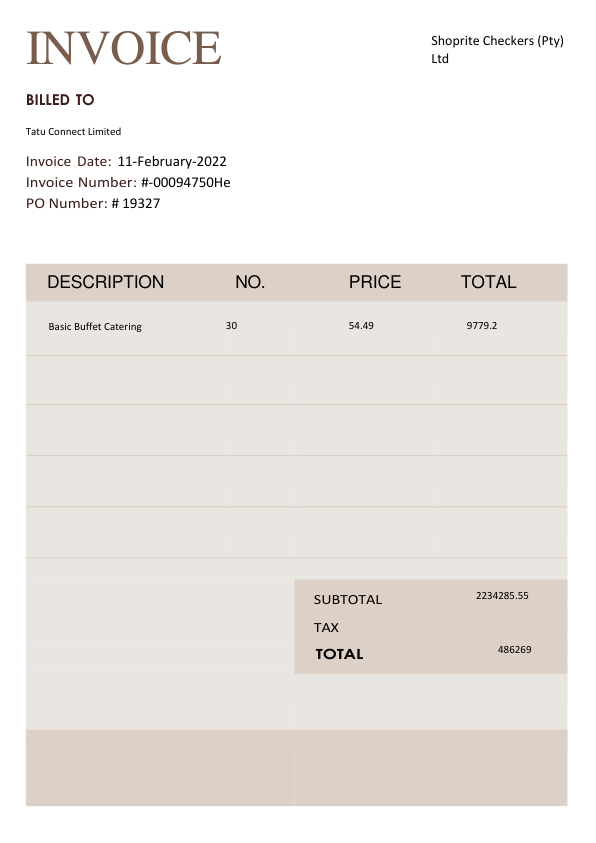 INVOICE
Shoprite Checkers (Pty)
Ltd
BILLED TO
Tatu Connect Limited
Invoice Date: 11-February-2022
Invoice Number: #-00094750He
PO Number: # 19327
DESCRIPTION NO. PRICE TOTAL
Basic Buffet Catering 30 54.49 9779.2
SUBTOTAL 2234285.55
TAX
TOTAL 486269